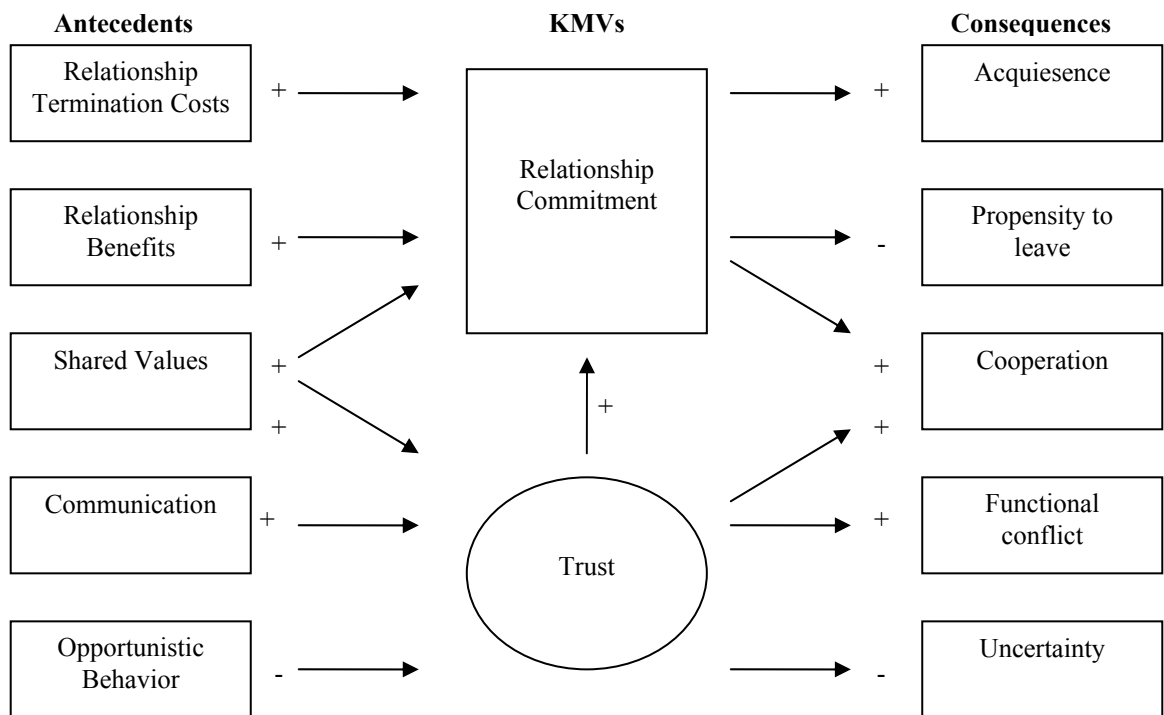 Antecedents
KMVs
Consequences
Relationship
Termination Costs
+
+
Acquiesence
Relationship
Commitment
Relationship
Benefits
+
-
Propensity to
leave
Shared Values
+
+
+
+
+
Cooperation
Communication
+
Trust
+
Functional
conflict
Opportunistic
Behavior
-
-
Uncertainty